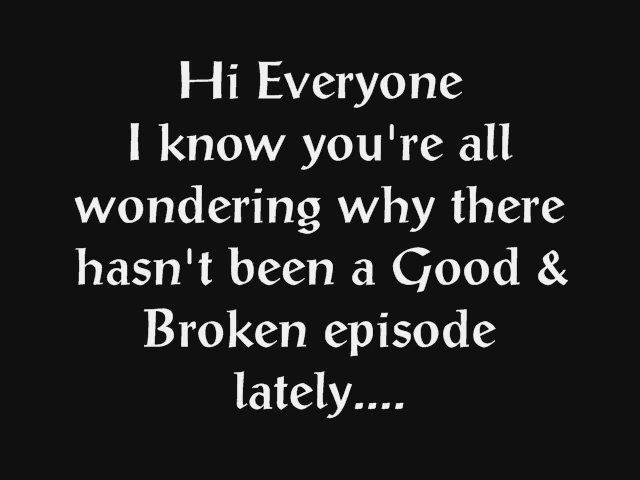 Hi Everyone
I know you're all
wondering why there
hasn't been a Good &
Broken episode
lately....